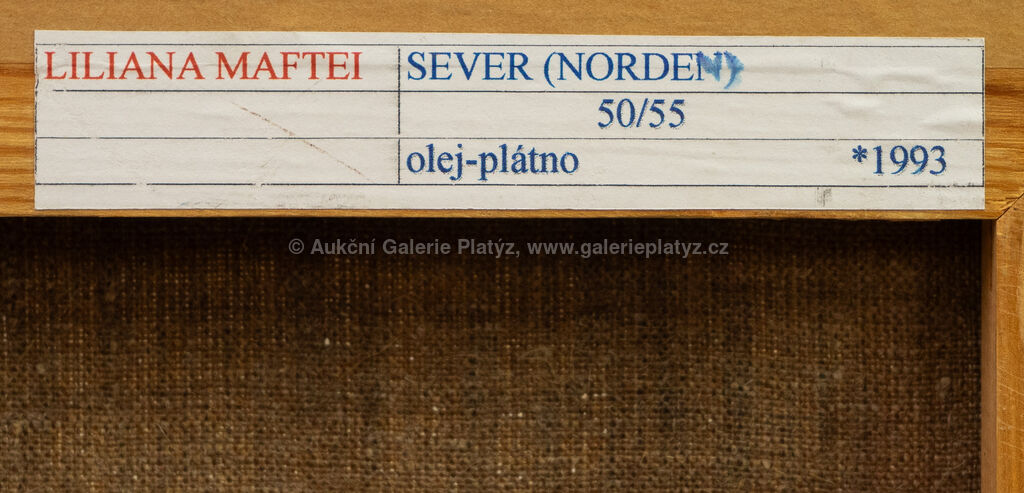 LILIANA MAFTEI SEVER (NORDEN)
50/55
olej-plátno *1993
© Aukční Galerie Platýz, www.galerieplatyz.cz